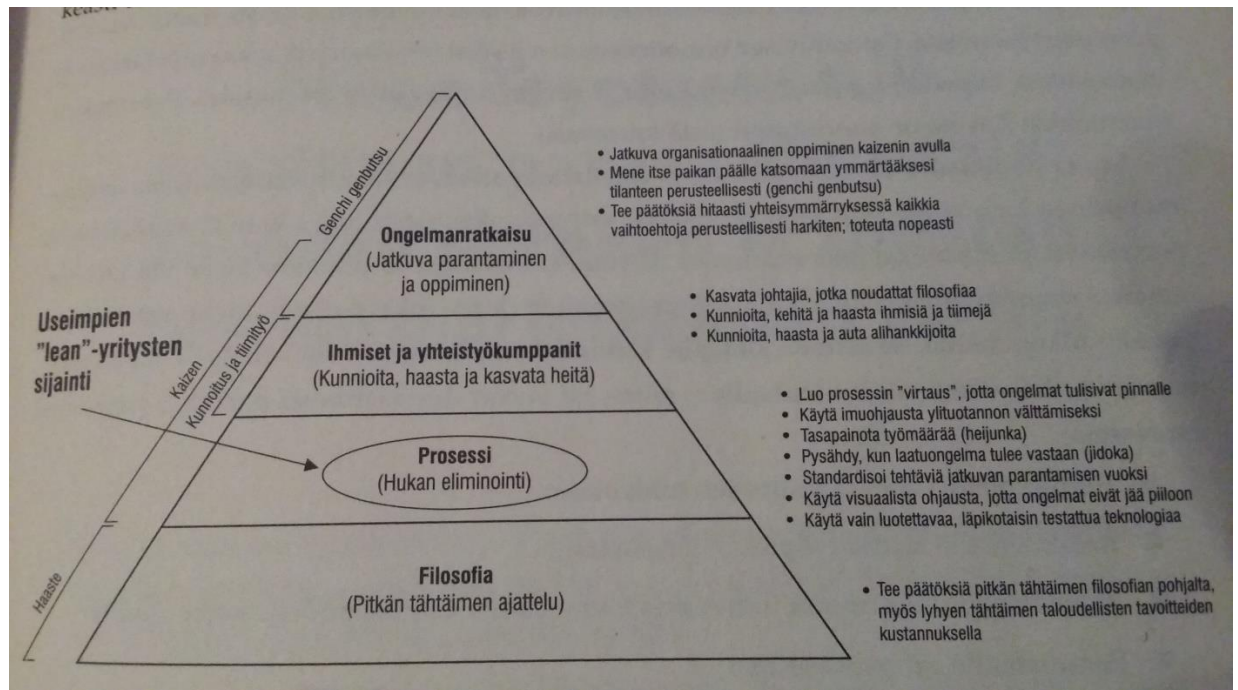 Genchi genbutsu
Kaizen
Kunnoitus ja tiimityö
Haaste
Useimpien
"lean"-yritysten
sijainti
Ongelmanratkaisu
(Jatkuva parantaminen
ja oppiminen)
• Jatkuva organisationaalinen oppiminen kaizenin avulla
• Mene itse paikan päälle katsomaan ymmärtääksesi
tilanteen perusteellisesti (genchi genbutsu)
• Tee päätöksiä hitaasti yhteisymmärryksessä kaikkia
vaihtoehtoja perusteellisesti harkiten; toteuta nopeasti
Ihmiset ja yhteistyökumppanit
(Kunnioita, haasta ja kasvata heitä)
• Kasvata johtajia, jotka noudattat filosofiaa
• Kunnioita, kehitä ja haasta ihmisiä ja tiimejä
• Kunnioita, haasta ja auta alihankkijoita
Prosessi
(Hukan eliminointi)
• Luo prosessin "virtaus", jotta ongelmat tulisivat pinnalle
• Käytä imuohjausta ylituotannon välttämiseksi
• Tasapainota työmäärää (heijunka)
• Pysähdy, kun laatuongelma tulee vastaan (jidoka)
• Standardisoi tehtäviä jatkuvan parantamisen vuoksi
• Käytä visuaalista ohjausta, jotta ongelmat eivät jää piiloon
• Käytä vain luotettavaa, läpikotaisin testattua teknologiaa
Filosofia
(Pitkän tähtäimen ajattelu)
• Tee päätöksiä pitkän tähtäimen filosofian pohjalta,
myös lyhyen tähtäimen taloudellisten tavoitteiden
kustannuksella